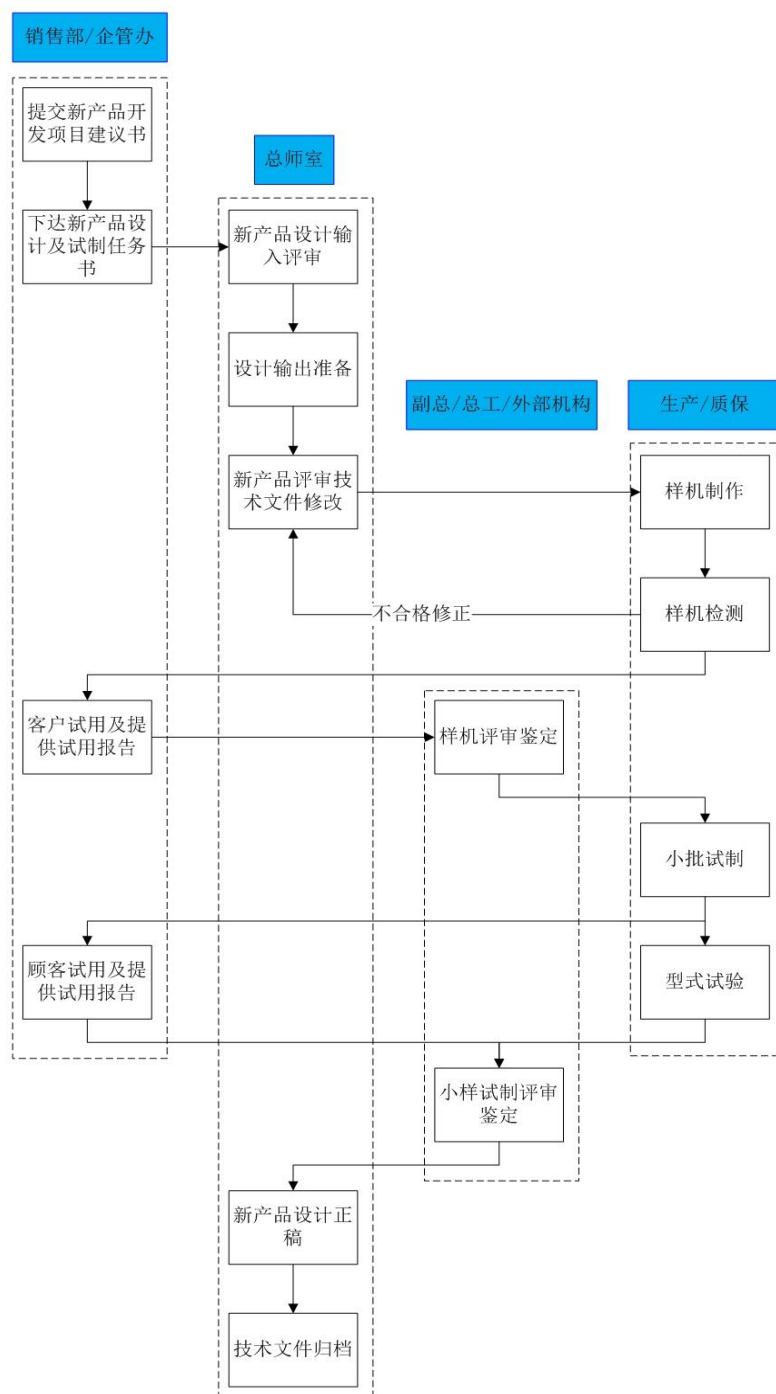 销售部/企管办
提交新产品开
发项目建议书
总师室
下达新产品设
计及试制任务
书
新产品设计输
入评审
设计输出准备
副总/总工/外部机构
生产/质保
新产品评审技
术文件修改
样机制作
不合格修正
样机检测
客户试用及提
供试用报告
样机评审鉴定
小批试制
顾客试用及提
供试用报告
型式试验
小样试制评审
鉴定
新产品设计正
稿
技术文件归档